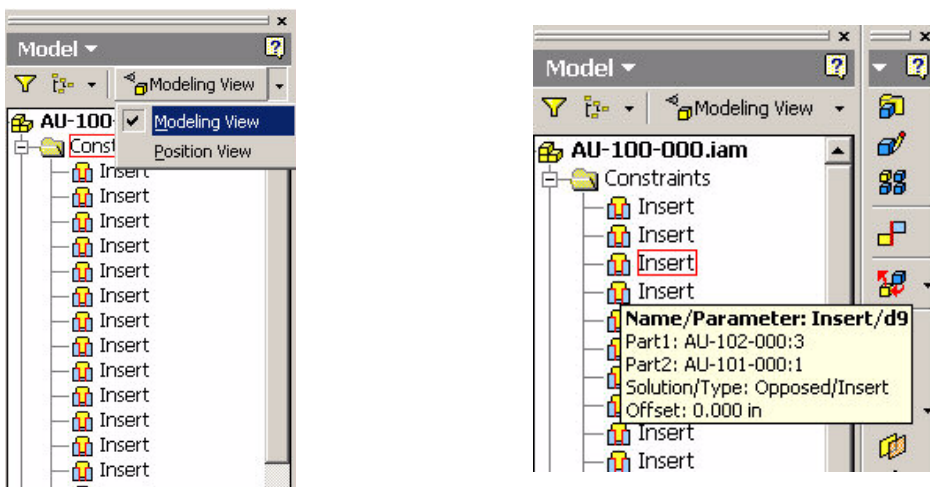 Model
Modeling View
AU-100-
Modeling View
Const
Position View
Insert
Insert
Insert
Insert
Insert
Insert
Insert
Insert
Insert
Insert
Insert
Insert
Insert
Model
Modeling View
AU-100-000.iam
Constraints
Insert
Insert
Insert
Insert
Name/Parameter: Insert/d9
Part1: AU-102-000:3
Part2: AU-101-000:1
Solution/Type: Opposed/Insert
Offset: 0.000 in
Insert
Insert